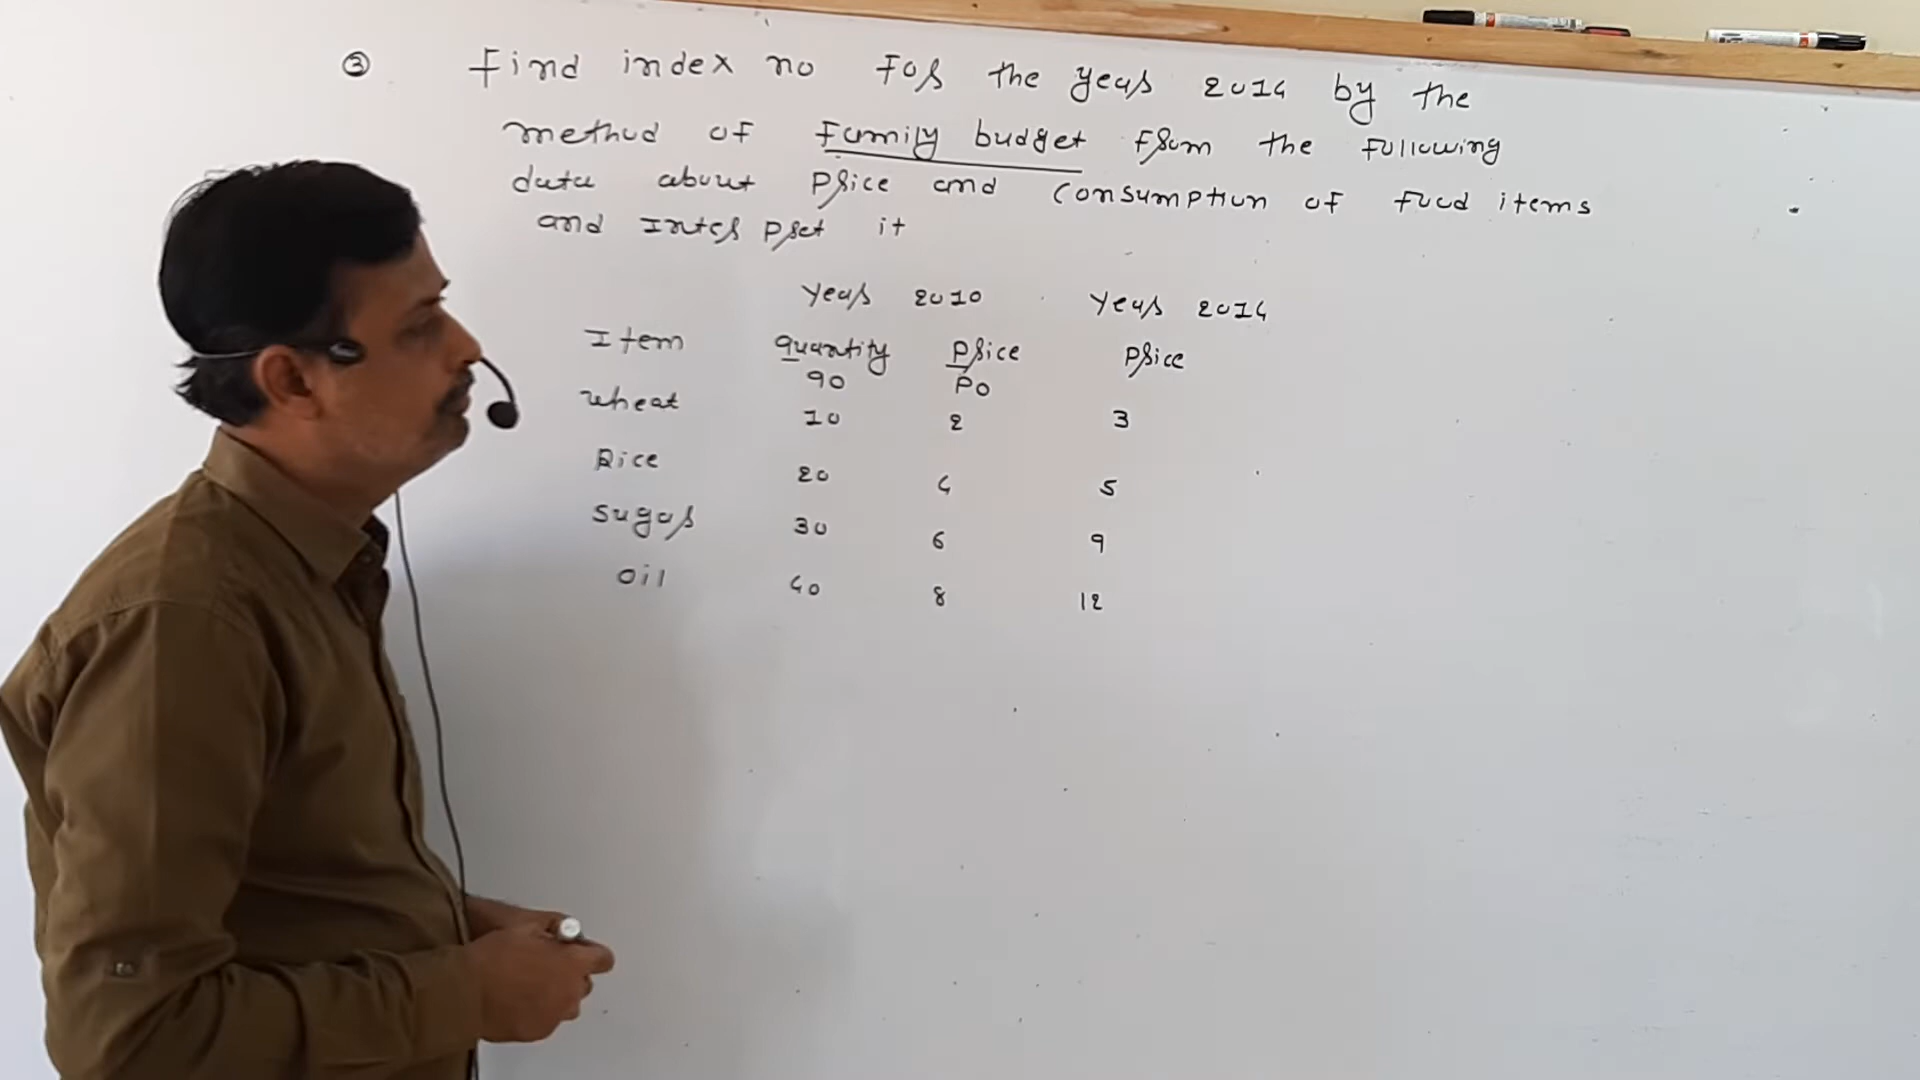 ③ Find index no for the year 2014 by the
method of family budget from the following
data about price and consumption of food items
and interpret it
year 2010 year 2014
Item quantity price price
q0 P0
wheat 10 2 3
Rice 20 4 5
sugar 30 6 9
oil 40 8 12